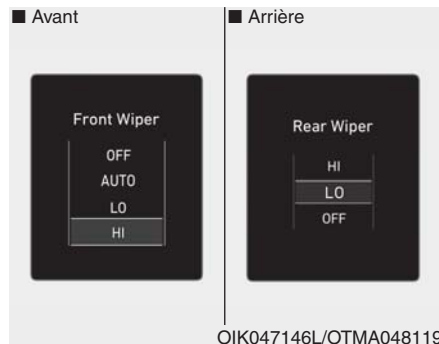 ■ Avant
Front Wiper
OFF
AUTO
LO
HI
■ Arrière
Rear Wiper
HI
LO
OFF
OIK047146L/OTMA048119